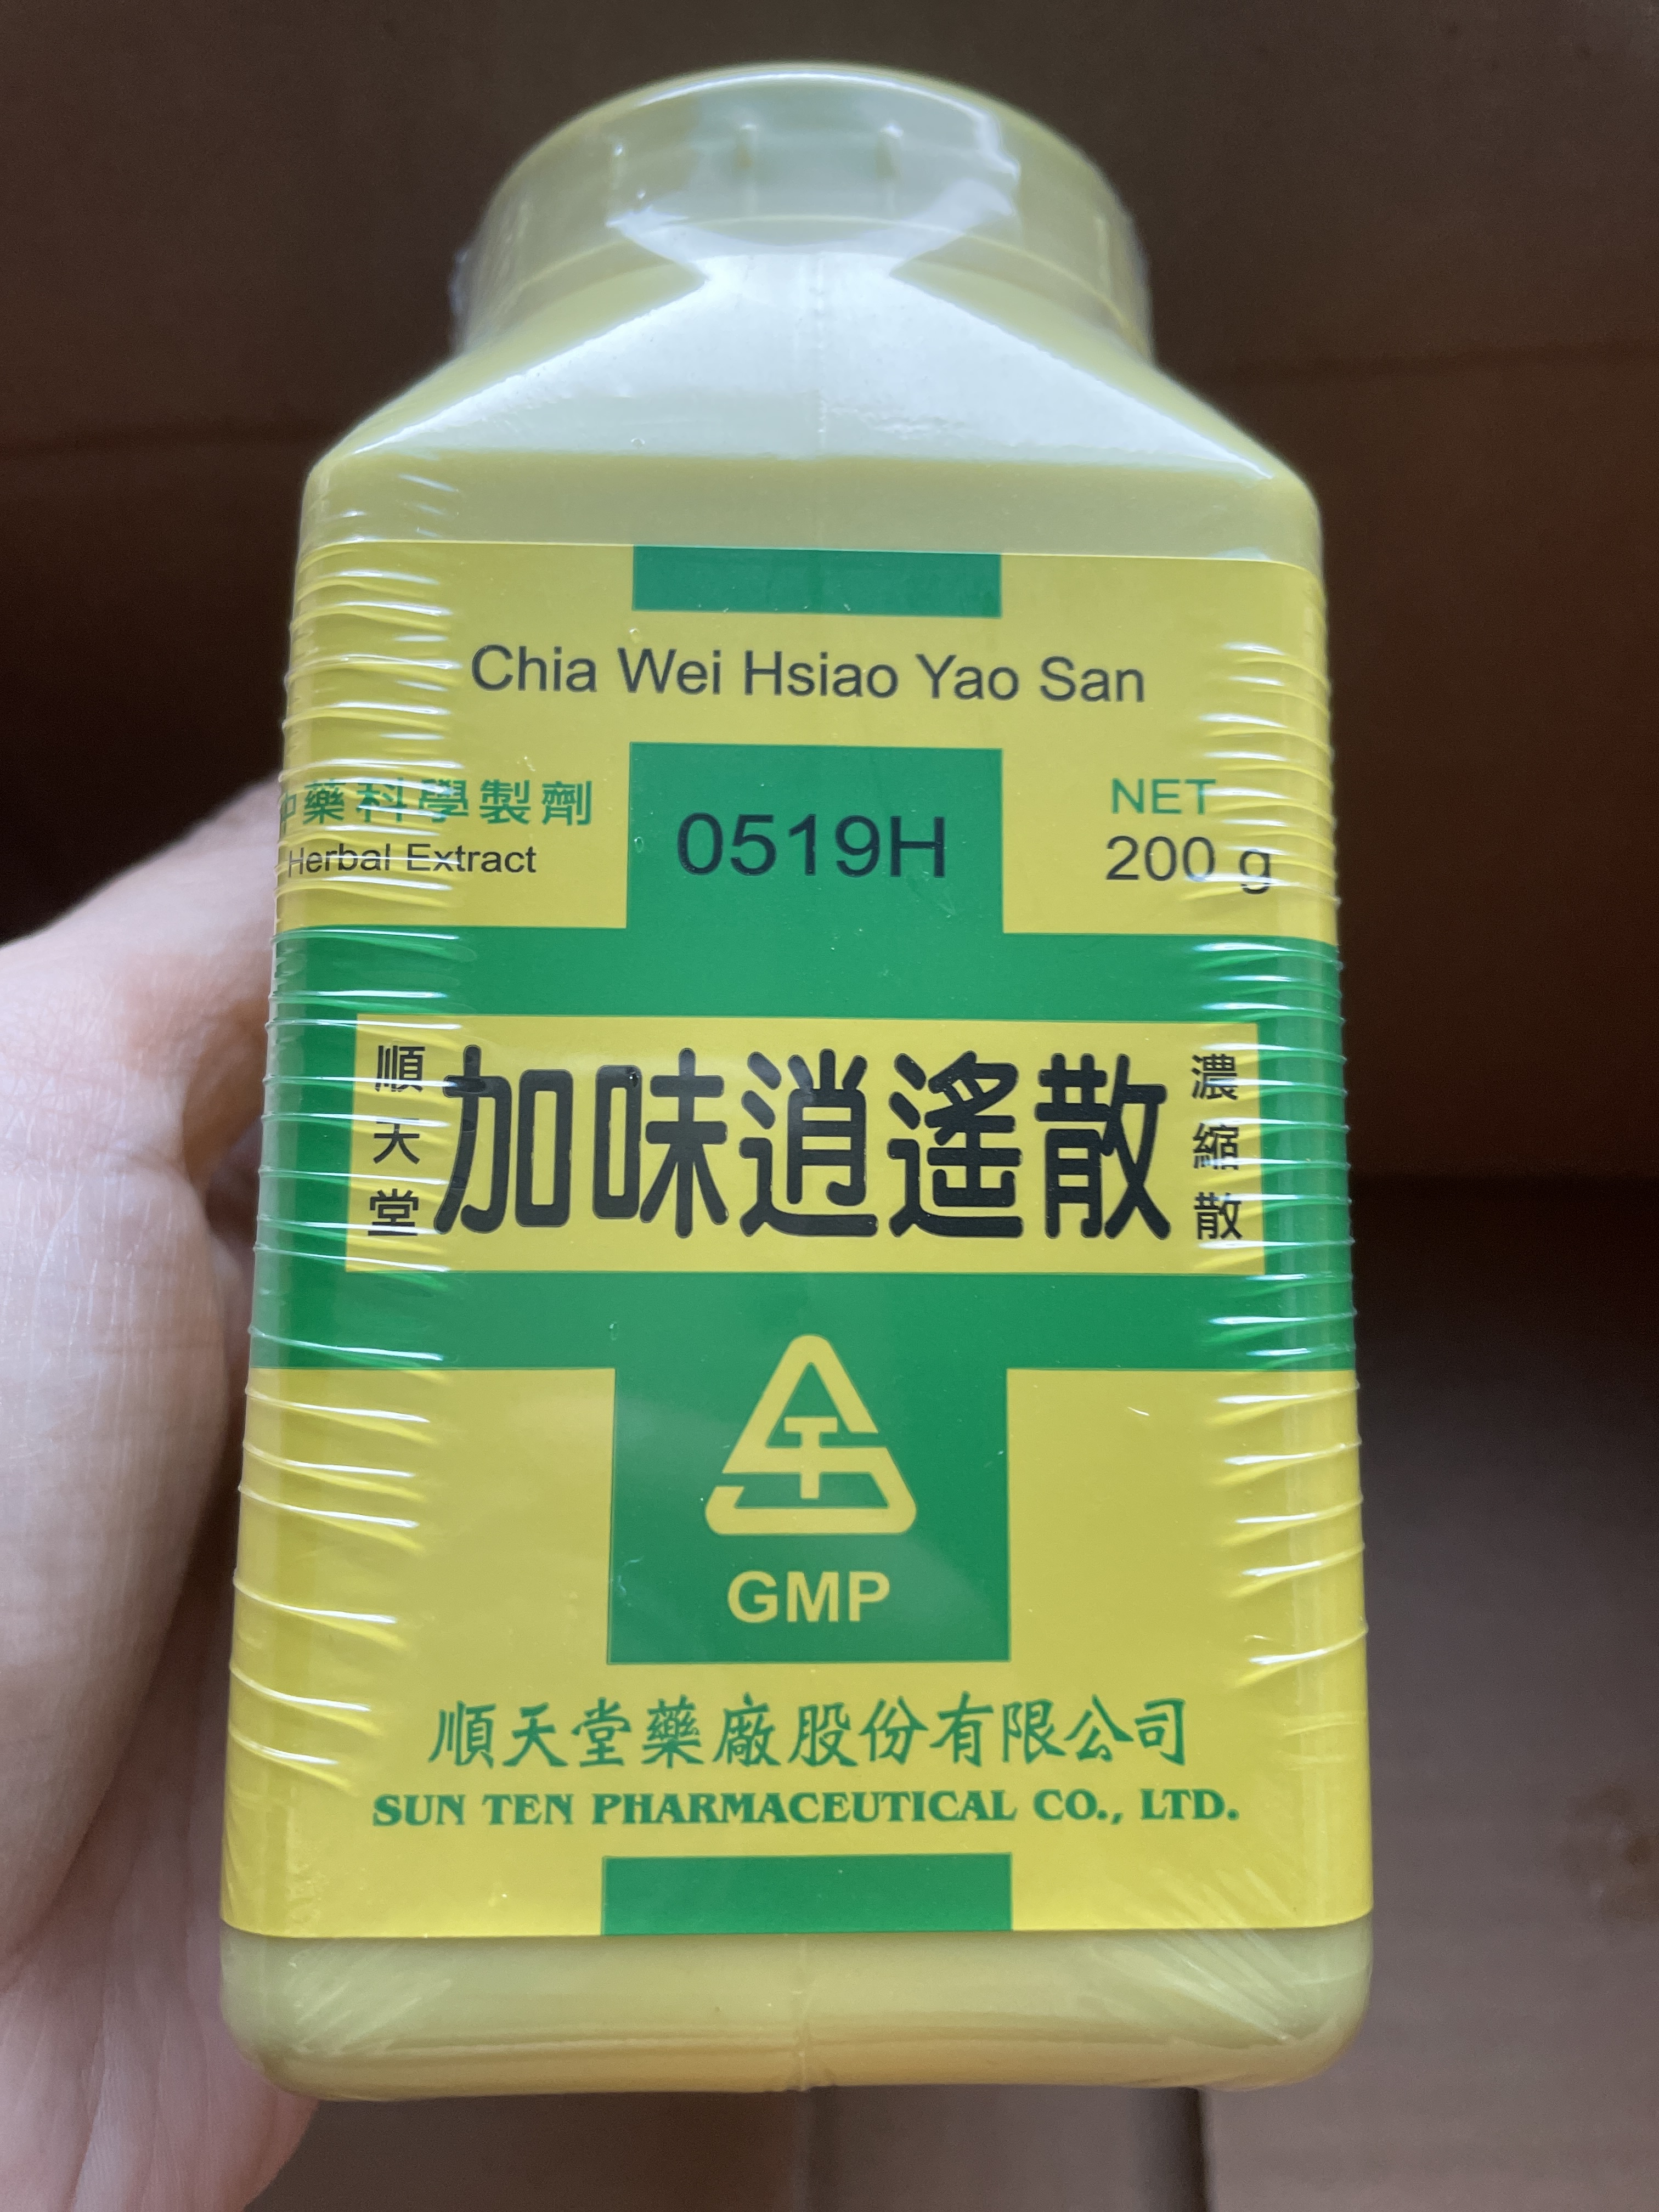 Chia Wei Hsiao Yao San
中藥科學製劑
Herbal Extract
0519H
NET
200 g
順天堂
加味逍遙散
濃縮散
GMP
順天堂藥廠股份有限公司
SUN TEN PHARMACEUTICAL CO., LTD.